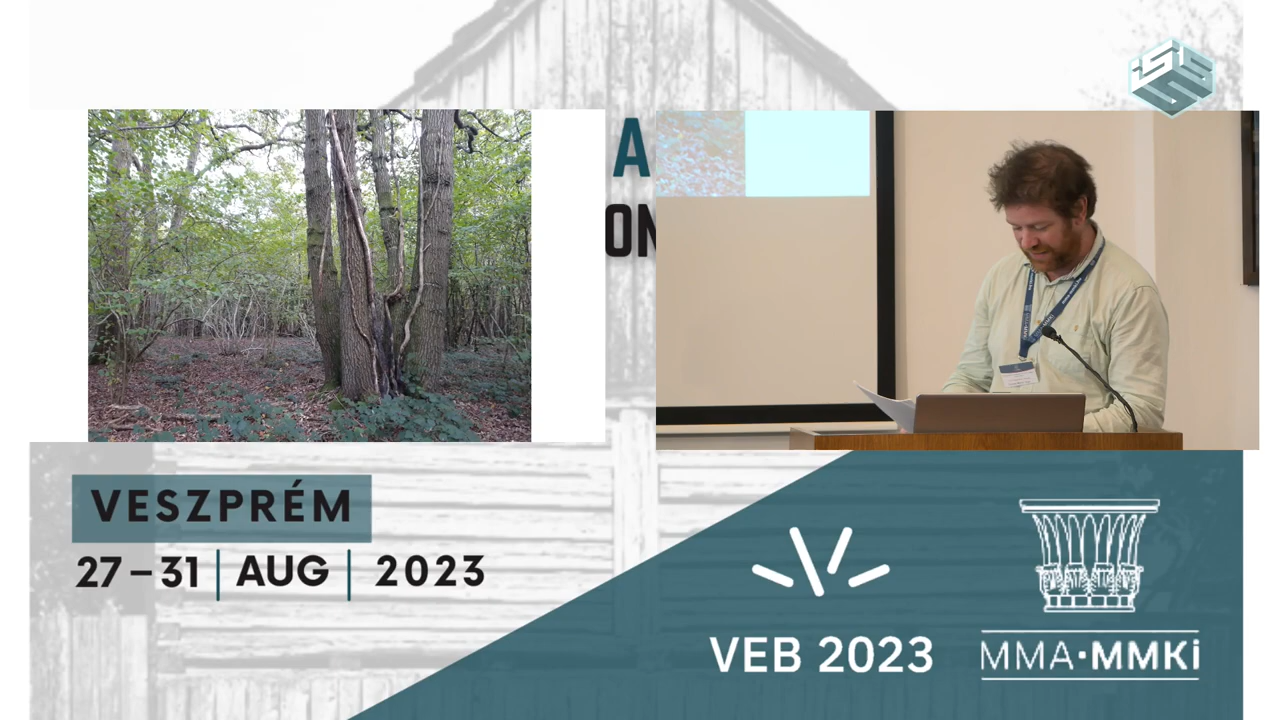 A
ON
VESZPRÉM
27–31 | AUG | 2023
VEB 2023
MMA·MMKi